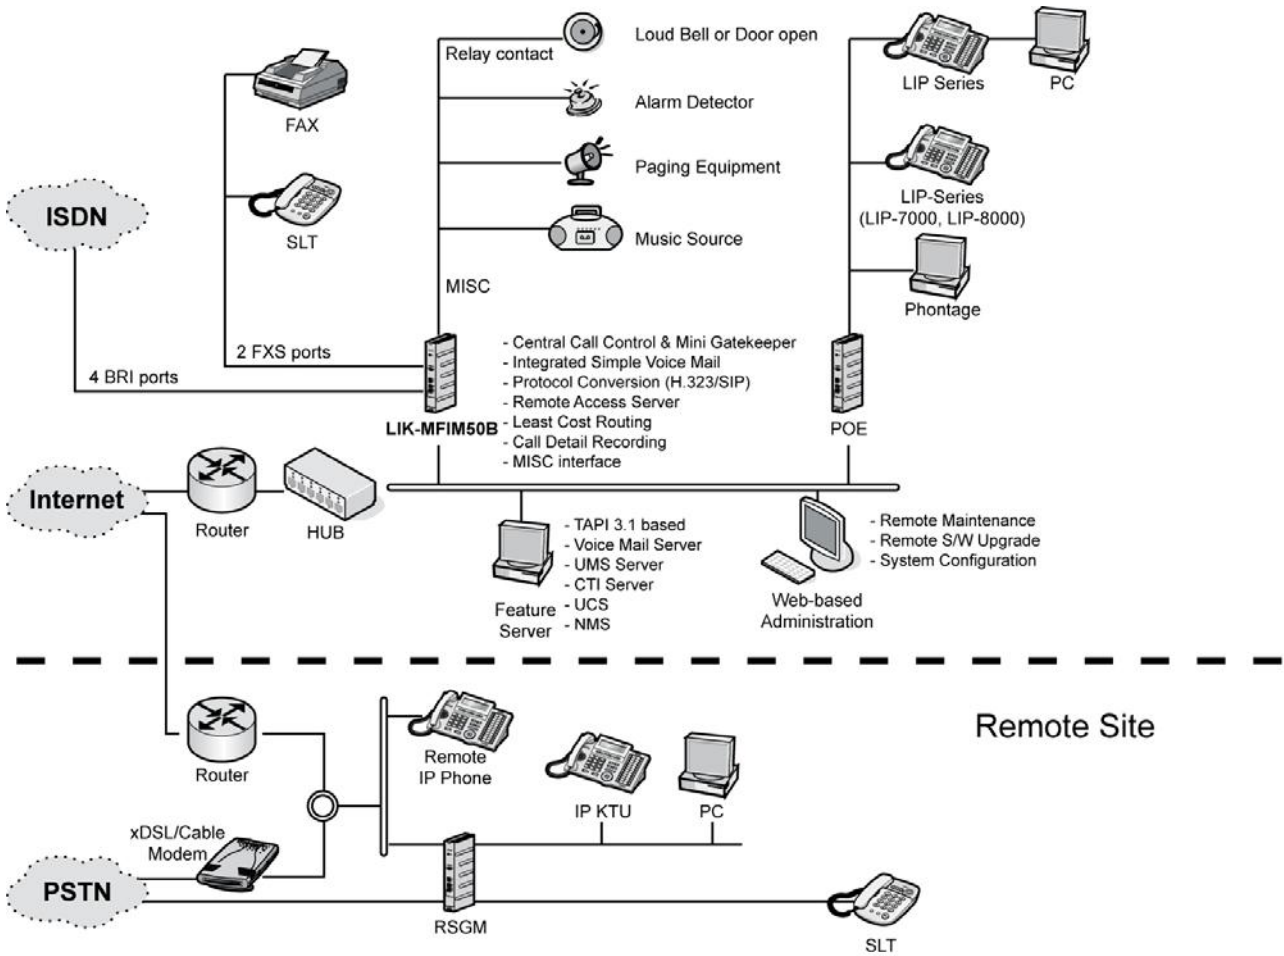 Loud Bell or Door open
Relay contact
LIP Series
PC
Alarm Detector
FAX
Paging Equipment
LIP-Series
(LIP-7000, LIP-8000)
ISDN
SLT
Music Source
MISC
Phontage
2 FXS ports
4 BRI ports
- Central Call Control & Mini Gatekeeper
- Integrated Simple Voice Mail
- Protocol Conversion (H.323/SIP)
- Remote Access Server
- Least Cost Routing
- Call Detail Recording
- MISC interface
LIK-MFIM50B
POE
Internet
Router
HUB
- TAPI 3.1 based
- Voice Mail Server
- UMS Server
- CTI Server
- UCS
- NMS
Feature
Server
- Remote Maintenance
- Remote S/W Upgrade
- System Configuration
Web-based
Administration
Remote Site
Router
Remote
IP Phone
IP KTU
PC
xDSL/Cable
Modem
PSTN
RSGM
SLT